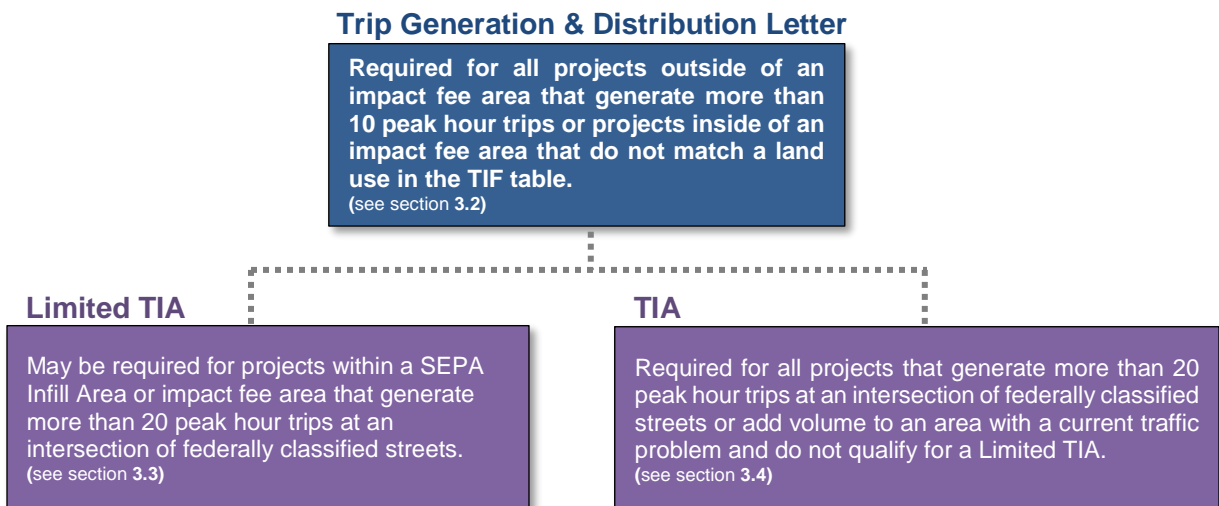 Trip Generation & Distribution Letter
Required for all projects outside of an
impact fee area that generate more than
10 peak hour trips or projects inside of an
impact fee area that do not match a land
use in the TIF table.
(see section 3.2)
Limited TIA
May be required for projects within a SEPA
Infill Area or impact fee area that generate
more than 20 peak hour trips at an
intersection of federally classified streets.
(see section 3.3)
TIA
Required for all projects that generate more than 20
peak hour trips at an intersection of federally classified
streets or add volume to an area with a current traffic
problem and do not qualify for a Limited TIA.
(see section 3.4)